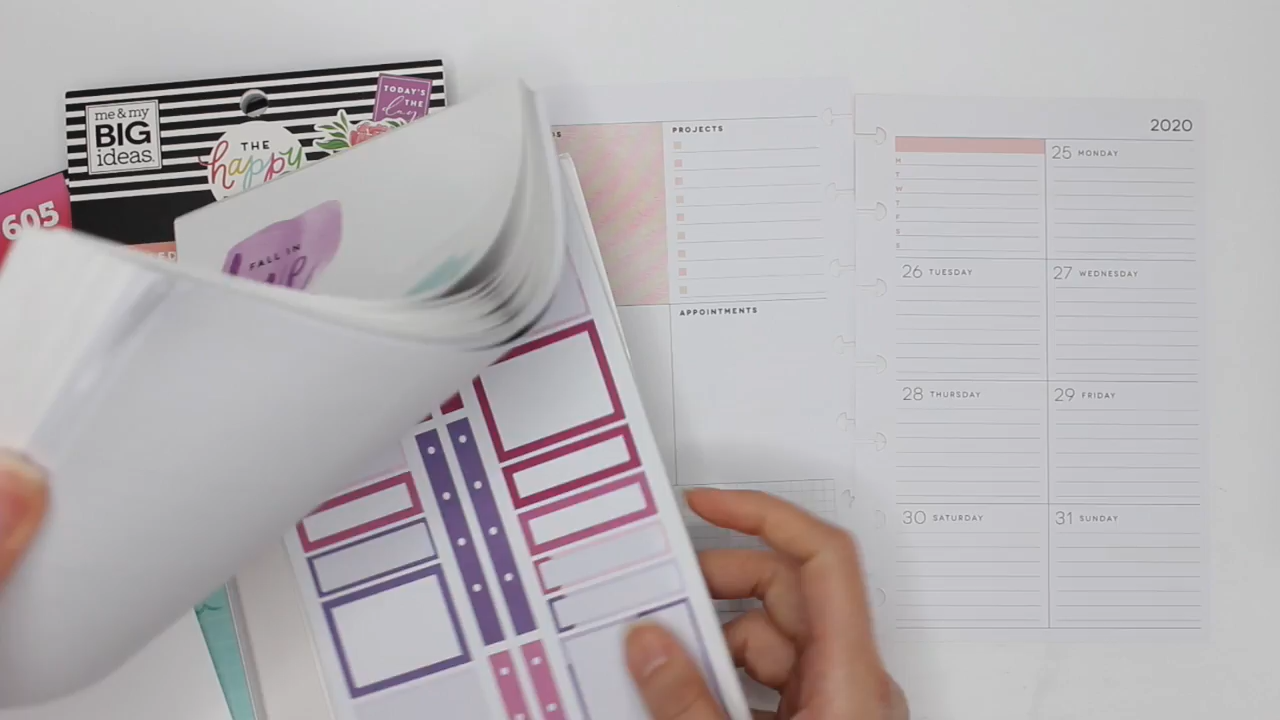 me & my
BIG
ideas.
TODAY'S
THE
day
THE
happy
605
FALL IN
PROJECTS
APPOINTMENTS
2020
M
T
W
T
F
S
S
25 MONDAY
26 TUESDAY
27 WEDNESDAY
28 THURSDAY
29 FRIDAY
30 SATURDAY
31 SUNDAY